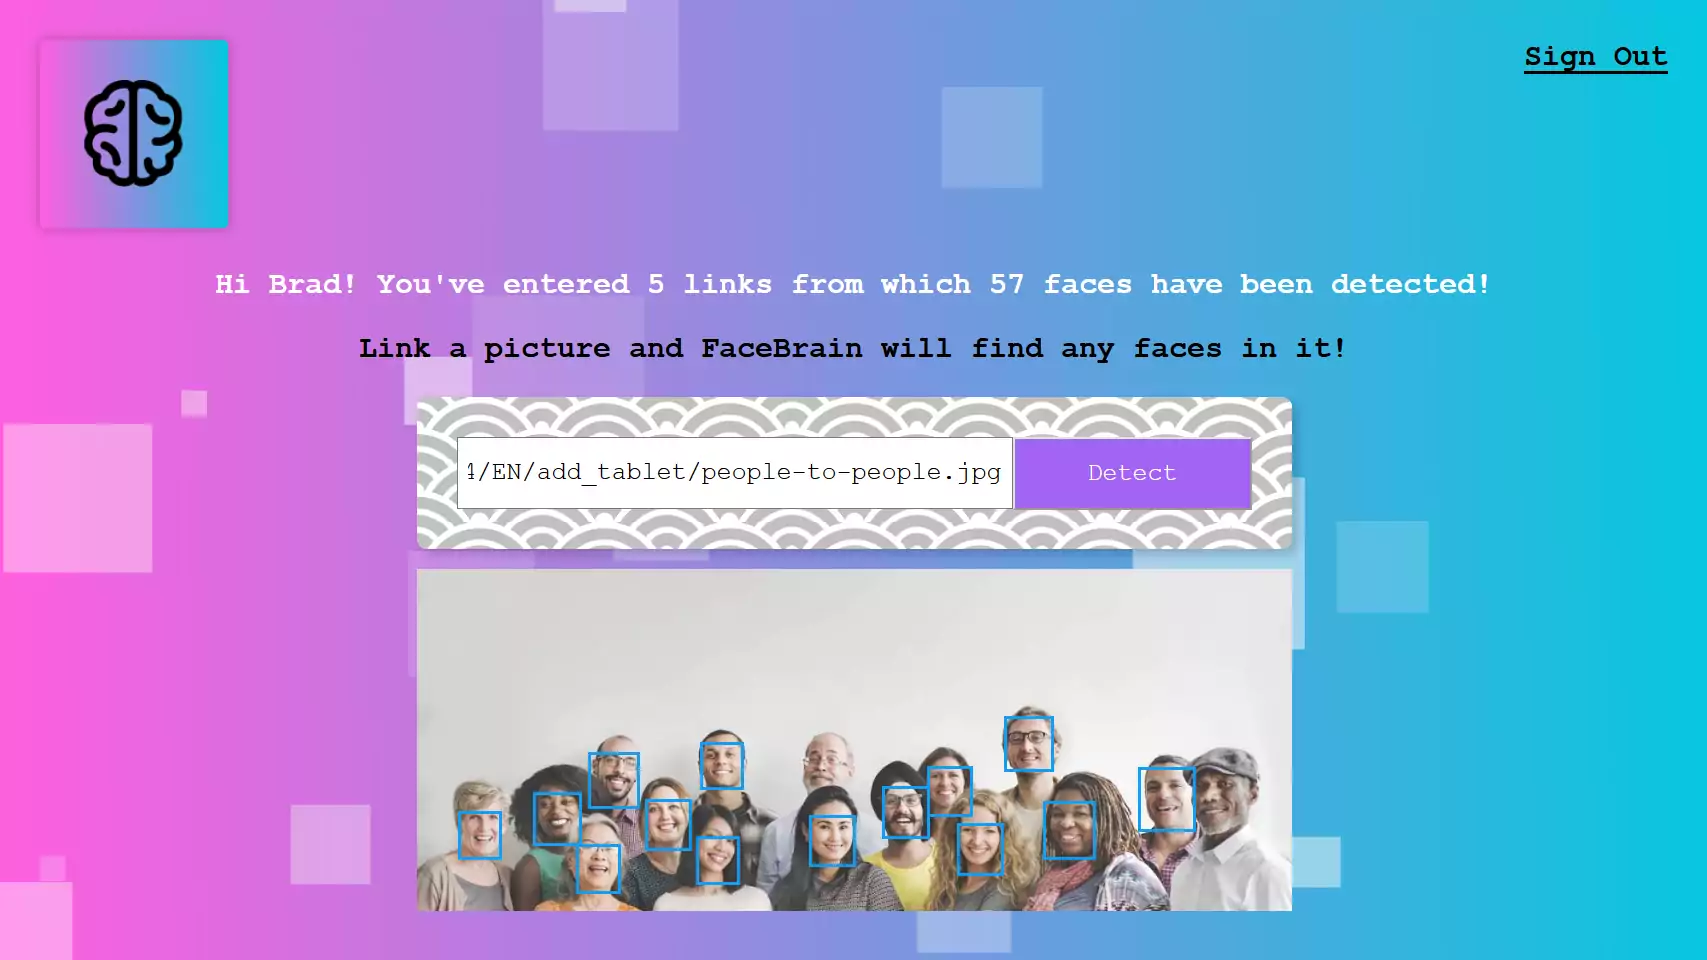 Sign Out
Hi Brad! You've entered 5 links from which 57 faces have been detected!
Link a picture and FaceBrain will find any faces in it!
/EN/add_tablet/people-to-people.jpg
Detect